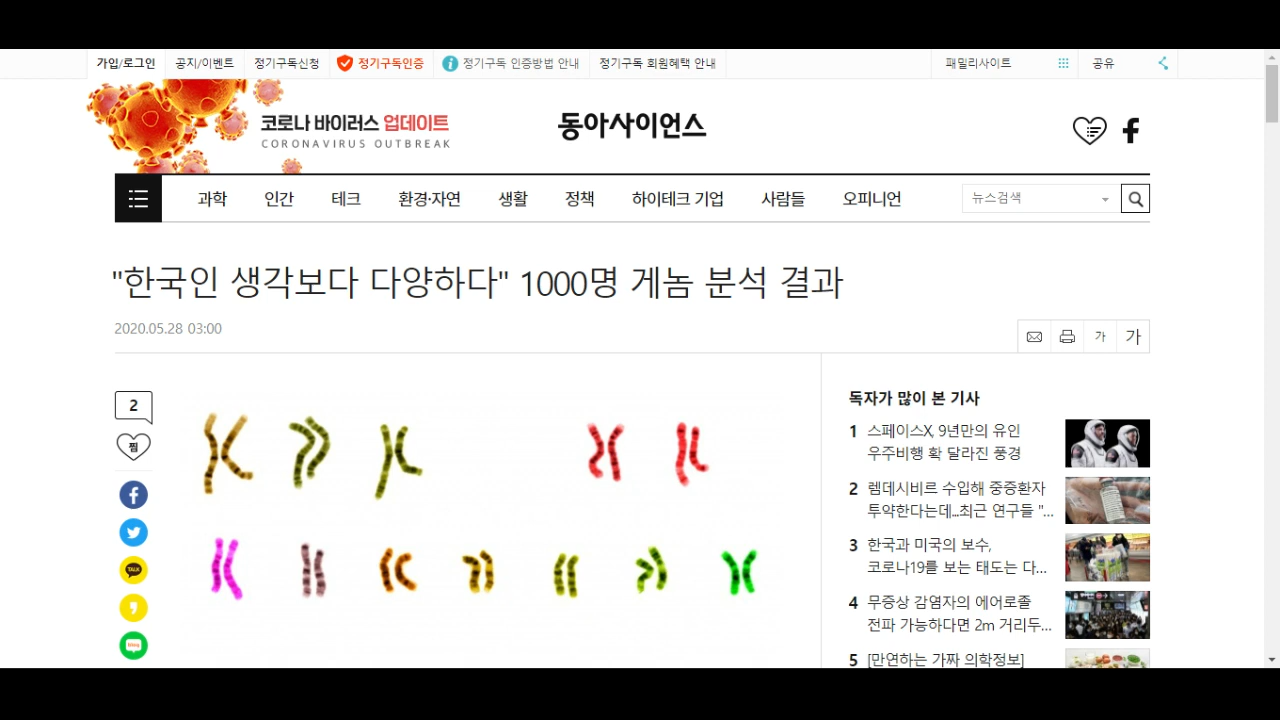 가입/로그인 공지/이벤트 정기구독신청 정기구독인증 정기구독 인증방법 안내 정기구독 회원혜택 안내 패밀리사이트 공유
코로나 바이러스 업데이트
CORONAVIRUS OUTBREAK
동아사이언스
과학 인간 테크 환경·자연 생활 정책 하이테크 기업 사람들 오피니언 뉴스검색
"한국인 생각보다 다양하다" 1000명 게놈 분석 결과
2020.05.28 03:00
가 가
2
찜
TALK
독자가 많이 본 기사
1 스페이스X, 9년만의 유인
우주비행 확 달라진 풍경
2 렘데시비르 수입해 중증환자
투약한다는데...최근 연구들 "...
3 한국과 미국의 보수,
코로나19를 보는 태도는 다...
4 무증상 감염자의 에어로졸
전파 가능하다면 2m 거리두...
5 [만연하는 가짜 의학정보]